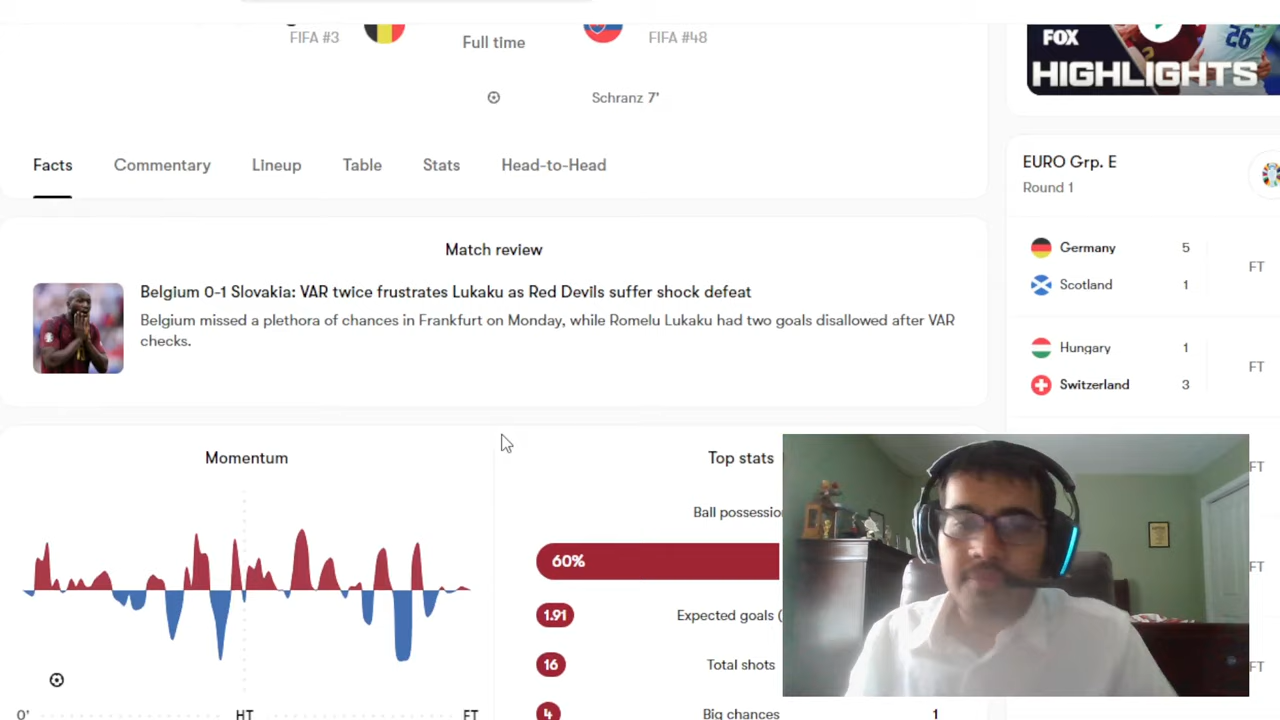 FIFA #3
Full time
FIFA #48
Schranz 7'
Facts
Commentary
Lineup
Table
Stats
Head-to-Head
Match review
Belgium 0-1 Slovakia: VAR twice frustrates Lukaku as Red Devils suffer shock defeat
Belgium missed a plethora of chances in Frankfurt on Monday, while Romelu Lukaku had two goals disallowed after VAR
checks.
Momentum
0'
HT
FT
Top stats
Ball possessio
60%
1.91
Expected goals (
16
Total shots
4
Big chances
1
FOX
26
HIGHLIGHTS
EURO Grp. E
Round 1
Germany
5
FT
Scotland
1
Hungary
1
FT
Switzerland
3
FT
FT
FT